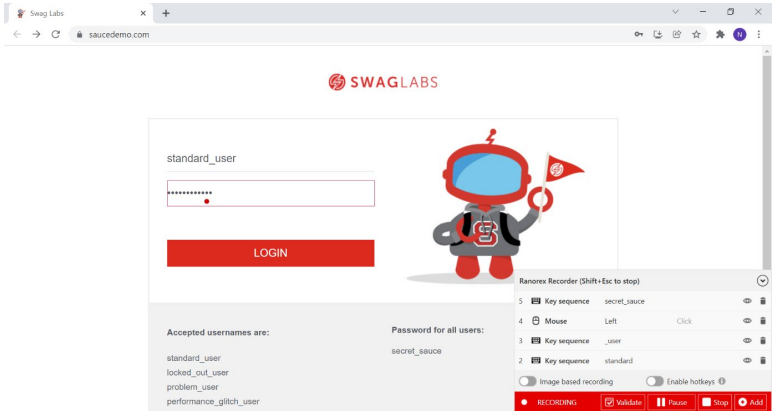 Swag Labs
saucedemo.com
N
SWAGLABS
standard_user
••••••••••••
LOGIN
S
Accepted usernames are:
standard_user
locked_out_user
problem_user
performance_glitch_user
Password for all users:
secret_sauce
Ranorex Recorder (Shift+Esc to stop)
5 Key sequence secret_sauce
4 Mouse Left Click
3 Key sequence _user
2 Key sequence standard
Image based recording Enable hotkeys
RECORDING Validate Pause Stop Add